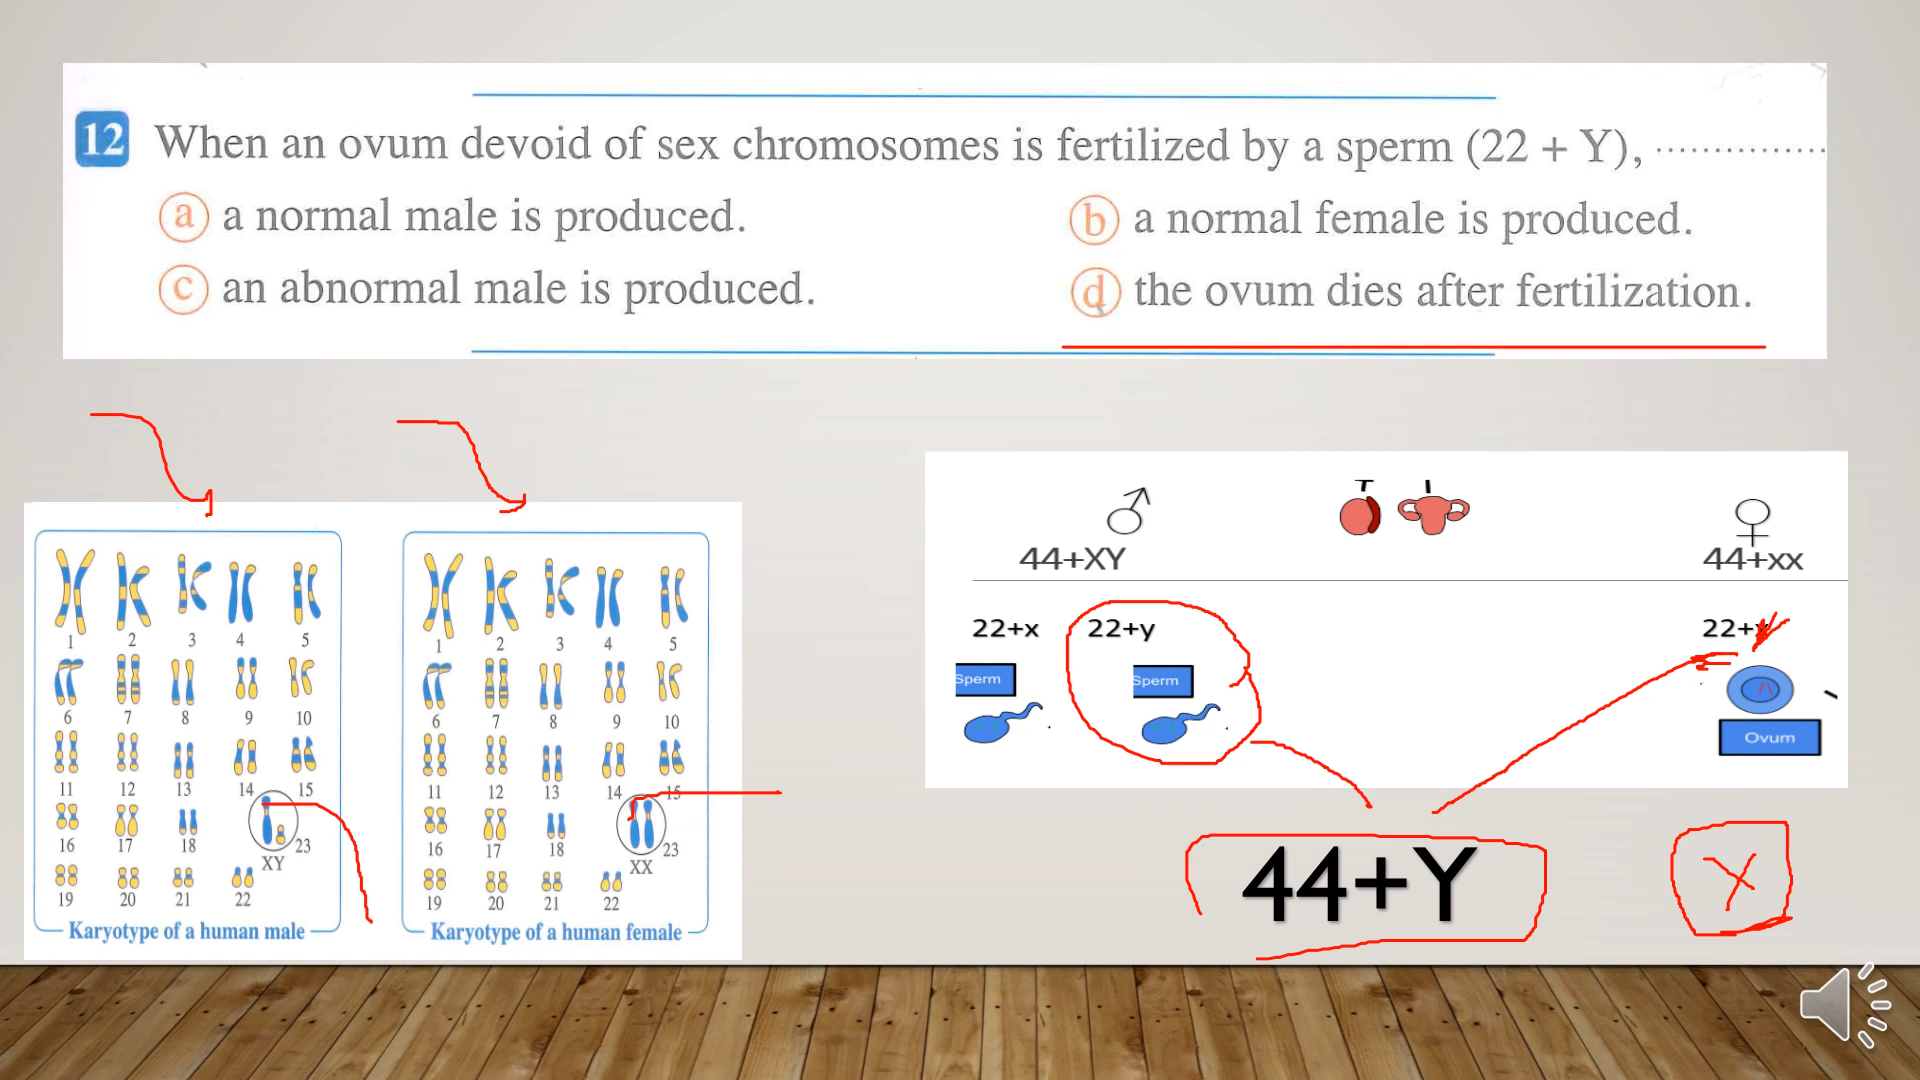 12 When an ovum devoid of sex chromosomes is fertilized by a sperm (22 + Y), ...............
a a normal male is produced.
b a normal female is produced.
c an abnormal male is produced.
d the ovum dies after fertilization.
1 2 3 4 5
6 7 8 9 10
11 12 13 14 15
16 17 18 XY 23
19 20 21 22
Karyotype of a human male
1 2 3 4 5
6 7 8 9 10
11 12 13 14 15
16 17 18 XX 23
19 20 21 22
Karyotype of a human female
44+XY
44+xx
22+x 22+y
22+
Sperm Sperm
Ovum
44+Y